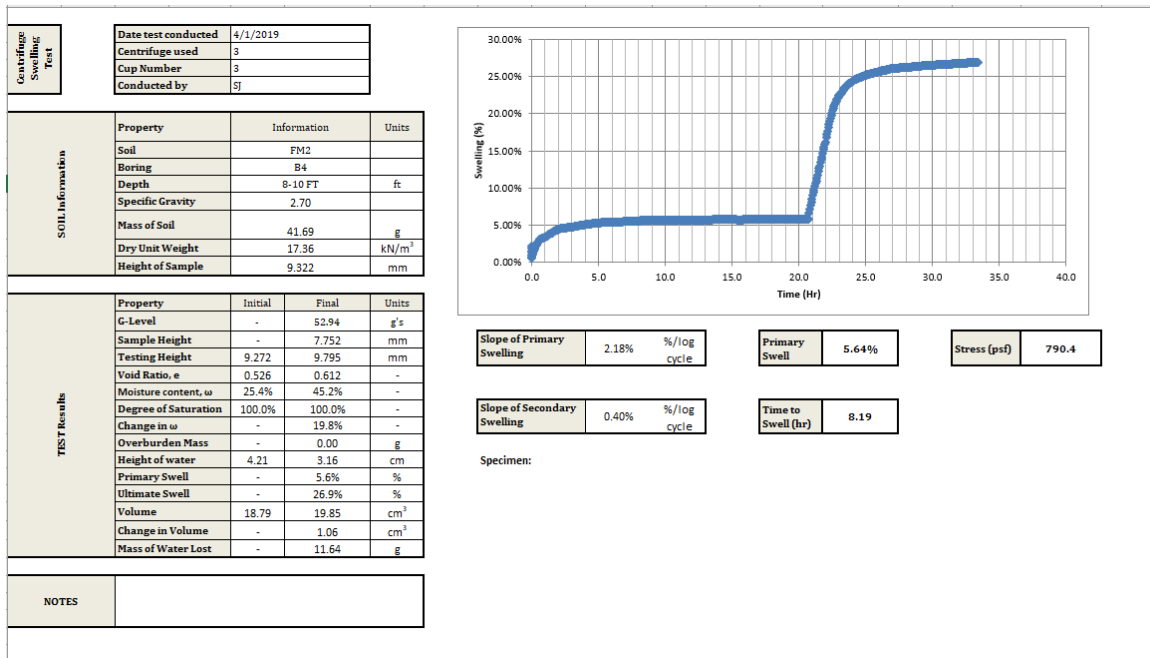 Centrifuge
Swelling
Test
Date test conducted 4/1/2019
Centrifuge used 3
Cup Number 3
Conducted by SJ
SOIL Information
Property Information Units
Soil FM2
Boring B4
Depth 8-10 FT ft
Specific Gravity 2.70
Mass of Soil 41.69 g
Dry Unit Weight 17.36 kN/m³
Height of Sample 9.322 mm
TEST Results
Property Initial Final Units
G-Level - 52.94 g's
Sample Height - 7.752 mm
Testing Height 9.272 9.795 mm
Void Ratio, e 0.526 0.612 -
Moisture content, ω 25.4% 45.2% -
Degree of Saturation 100.0% 100.0% -
Change in ω - 19.8% -
Overburden Mass - 0.00 g
Height of water 4.21 3.16 cm
Primary Swell - 5.6% %
Ultimate Swell - 26.9% %
Volume 18.79 19.85 cm³
Change in Volume - 1.06 cm³
Mass of Water Lost - 11.64 g
NOTES
Swelling (%)
30.00%
25.00%
20.00%
15.00%
10.00%
5.00%
0.00%
0.0 5.0 10.0 15.0 20.0 25.0 30.0 35.0 40.0
Time (Hr)
Slope of Primary
Swelling
2.18%
%/log
cycle
Primary
Swell
5.64%
Stress (psf) 790.4
Slope of Secondary
Swelling
0.40%
%/log
cycle
Time to
Swell (hr)
8.19
Specimen: